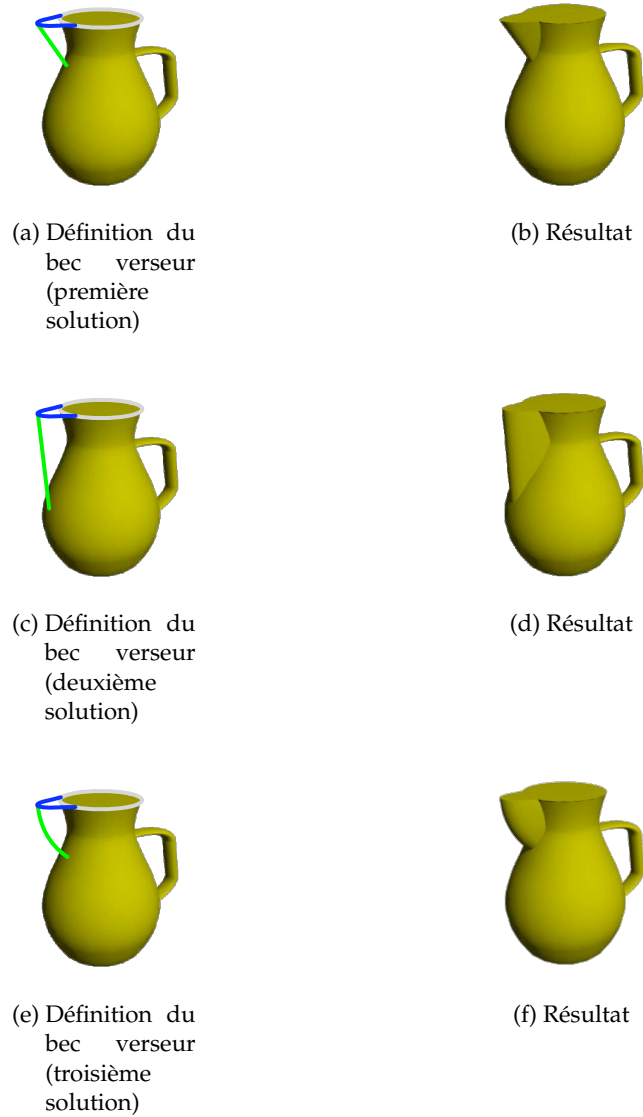 (a) Définition du
bec verseur
(première
solution)
(b) Résultat
(c) Définition du
bec verseur
(deuxième
solution)
(d) Résultat
(e) Définition du
bec verseur
(troisième
solution)
(f) Résultat